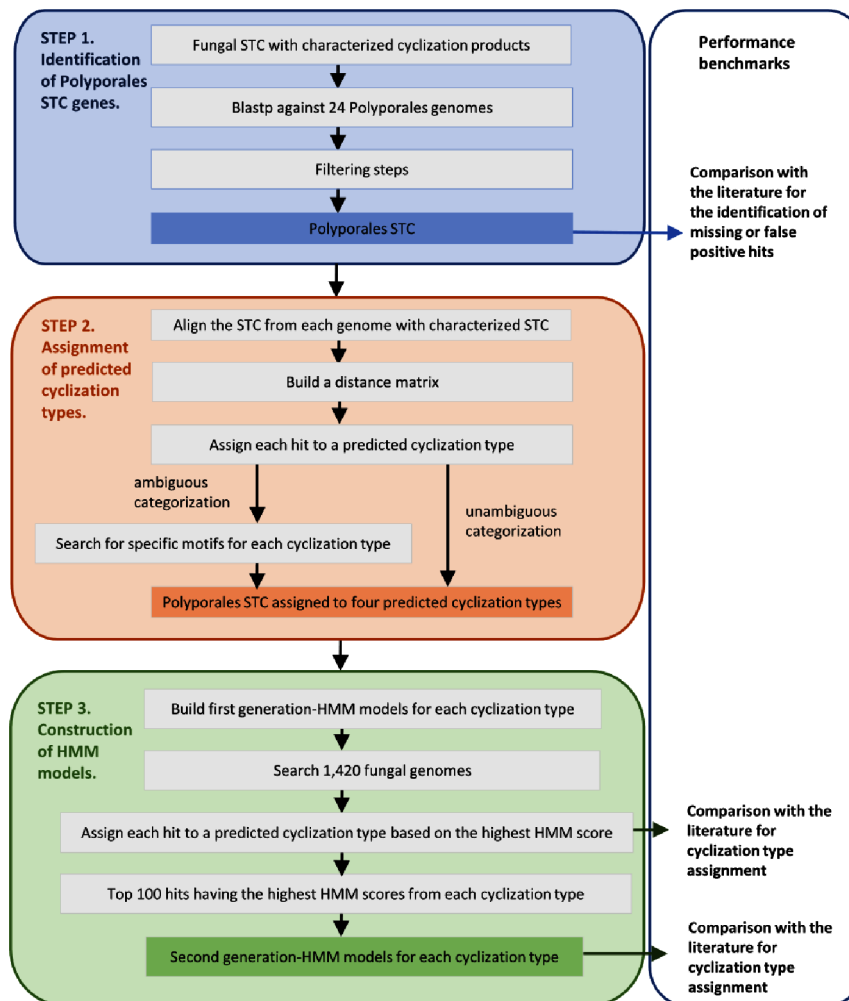 STEP 1.
Identification
of Polyporales
STC genes.
Fungal STC with characterized cyclization products
Blastp against 24 Polyporales genomes
Filtering steps
Polyporales STC
Performance
benchmarks
Comparison with
the literature for
the identification of
missing or false
positive hits
STEP 2.
Assignment
of predicted
cyclization
types.
Align the STC from each genome with characterized STC
Build a distance matrix
Assign each hit to a predicted cyclization type
ambiguous
categorization
unambiguous
categorization
Search for specific motifs for each cyclization type
Polyporales STC assigned to four predicted cyclization types
STEP 3.
Construction
of HMM
models.
Build first generation-HMM models for each cyclization type
Search 1,420 fungal genomes
Assign each hit to a predicted cyclization type based on the highest HMM score
Top 100 hits having the highest HMM scores from each cyclization type
Second generation-HMM models for each cyclization type
Comparison with the
literature for
cyclization type
assignment
Comparison with the
literature for
cyclization type
assignment